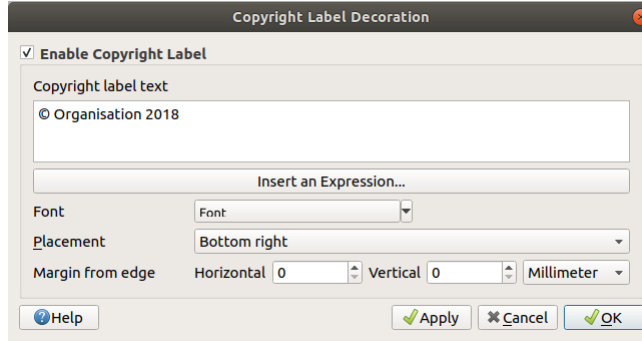 Copyright Label Decoration
Enable Copyright Label
Copyright label text
© Organisation 2018
Insert an Expression...
Font Font
Placement Bottom right
Margin from edge Horizontal 0 Vertical 0 Millimeter
Help Apply Cancel OK